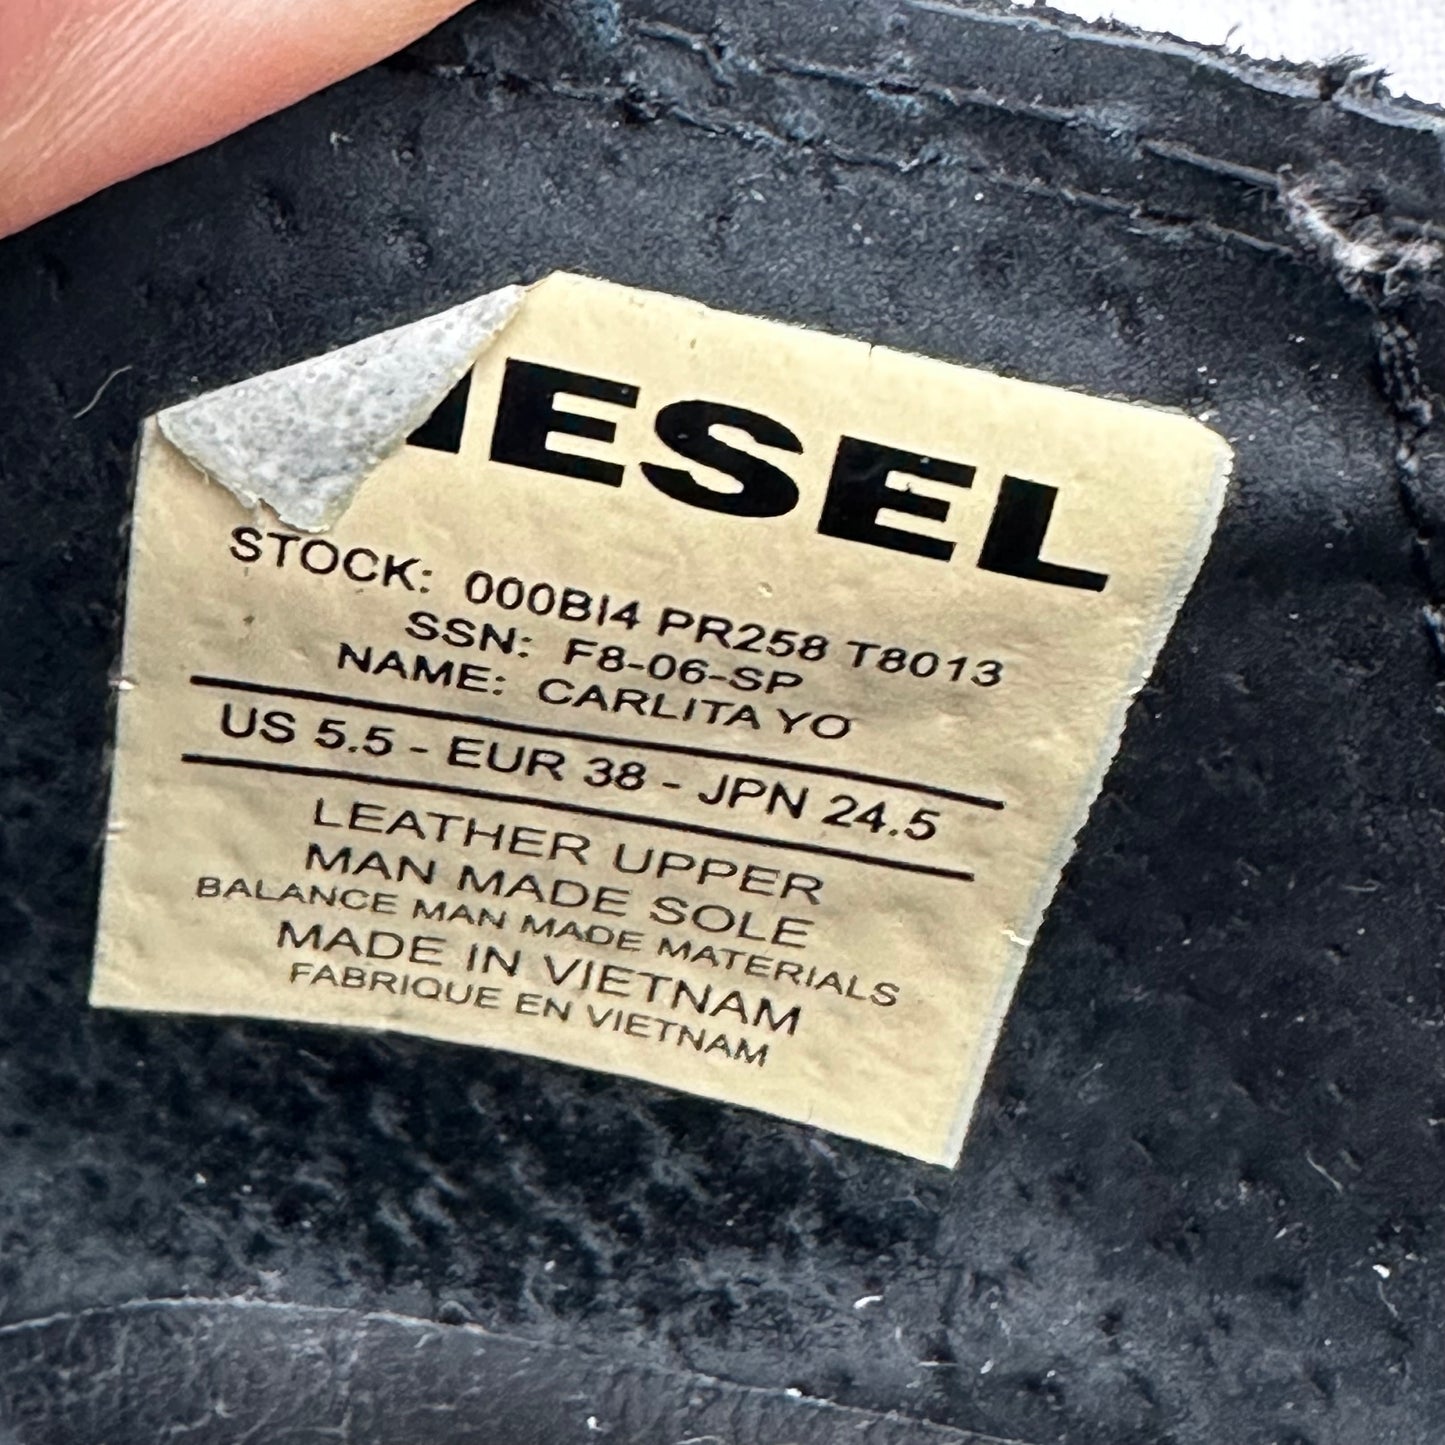 DIESEL
STOCK: 000BI4 PR258 T8013
SSN: F8-06-SP
NAME: CARLITA YO
US 5.5 - EUR 38 - JPN 24.5
LEATHER UPPER
MAN MADE SOLE
BALANCE MAN MADE MATERIALS
MADE IN VIETNAM
FABRIQUE EN VIETNAM